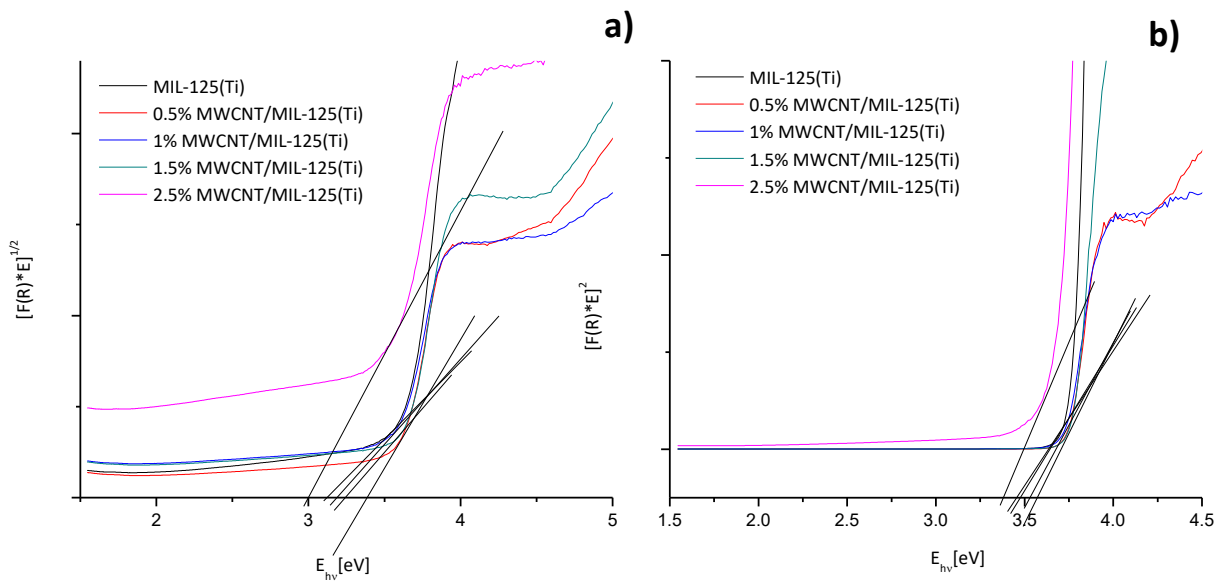 a)
MIL-125(Ti)
0.5% MWCNT/MIL-125(Ti)
1% MWCNT/MIL-125(Ti)
1.5% MWCNT/MIL-125(Ti)
2.5% MWCNT/MIL-125(Ti)
[F(R)*E]^1/2
2 3 4 5
E_hν[eV]
b)
MIL-125(Ti)
0.5% MWCNT/MIL-125(Ti)
1% MWCNT/MIL-125(Ti)
1.5% MWCNT/MIL-125(Ti)
2.5% MWCNT/MIL-125(Ti)
[F(R)*E]^2
1.5 2.0 2.5 3.0 3.5 4.0 4.5
E_hν[eV]